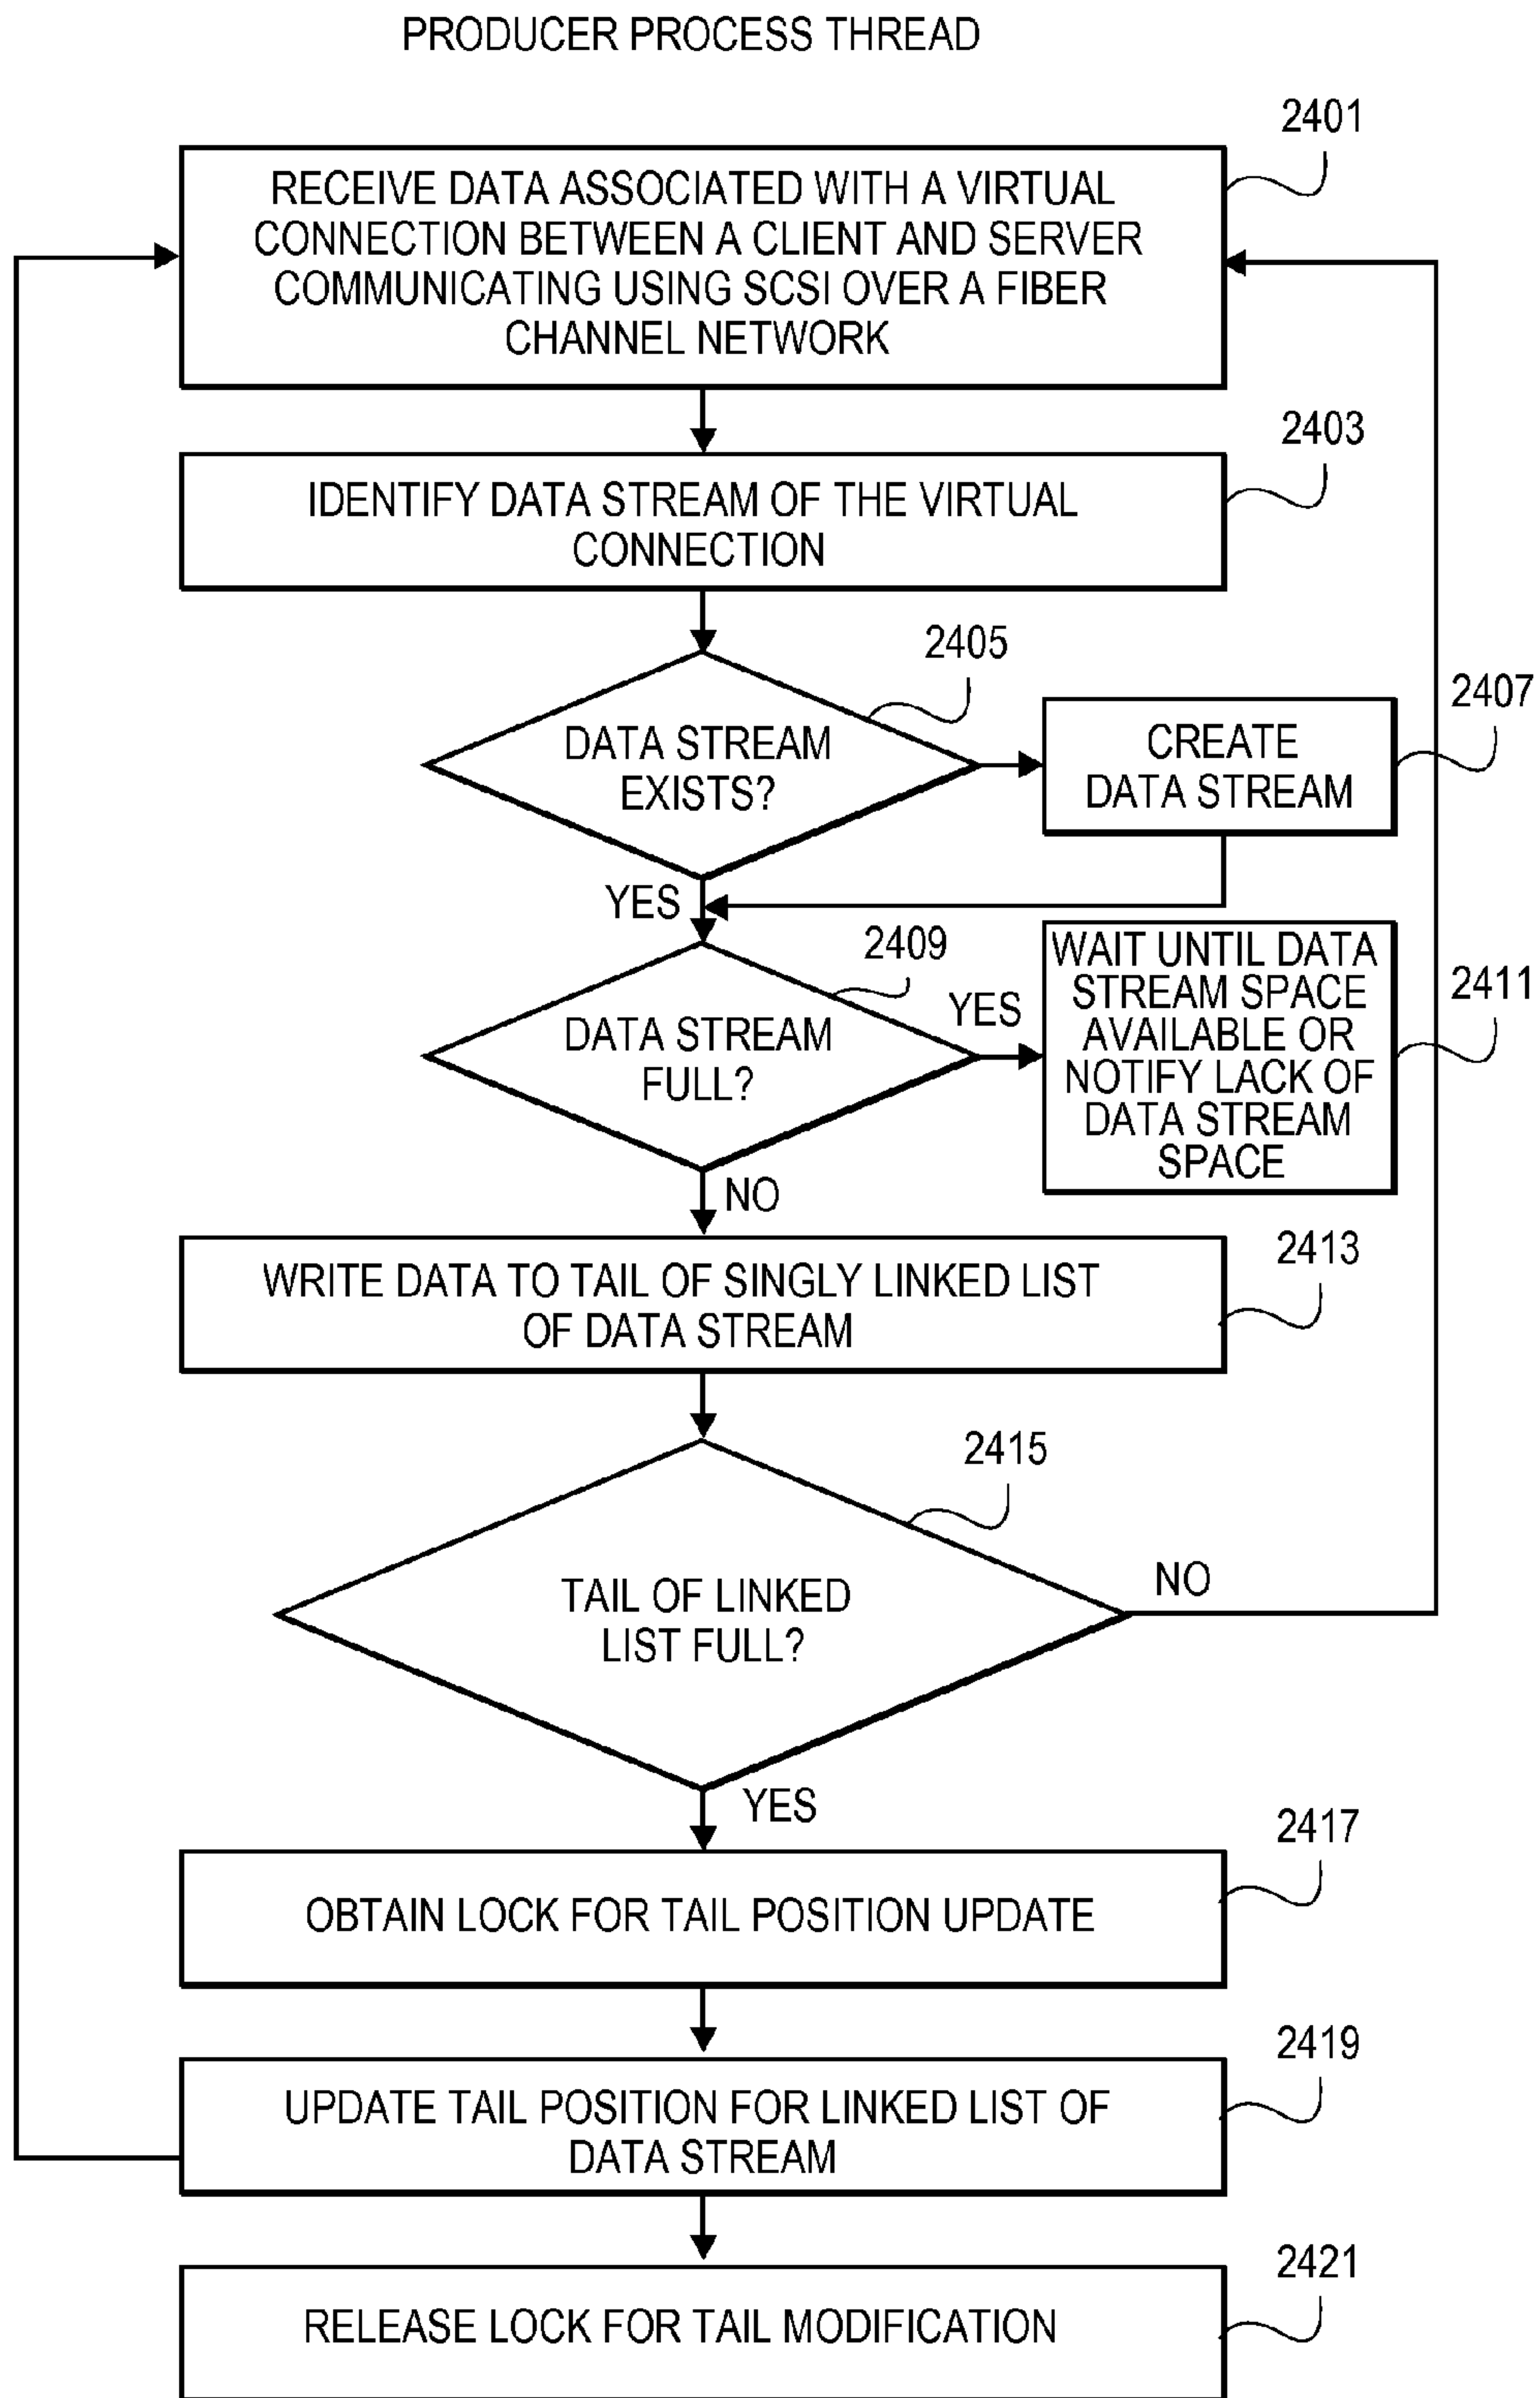 PRODUCER PROCESS THREAD
2401
RECEIVE DATA ASSOCIATED WITH A VIRTUAL
CONNECTION BETWEEN A CLIENT AND SERVER
COMMUNICATING USING SCSI OVER A FIBER
CHANNEL NETWORK
2403
IDENTIFY DATA STREAM OF THE VIRTUAL
CONNECTION
2405
DATA STREAM
EXISTS?
2407
CREATE
DATA STREAM
YES
2409
DATA STREAM
FULL?
YES
WAIT UNTIL DATA
STREAM SPACE
AVAILABLE OR
NOTIFY LACK OF
DATA STREAM
SPACE
2411
NO
2413
WRITE DATA TO TAIL OF SINGLY LINKED LIST
OF DATA STREAM
2415
TAIL OF LINKED
LIST FULL?
NO
YES
2417
OBTAIN LOCK FOR TAIL POSITION UPDATE
2419
UPDATE TAIL POSITION FOR LINKED LIST OF
DATA STREAM
2421
RELEASE LOCK FOR TAIL MODIFICATION